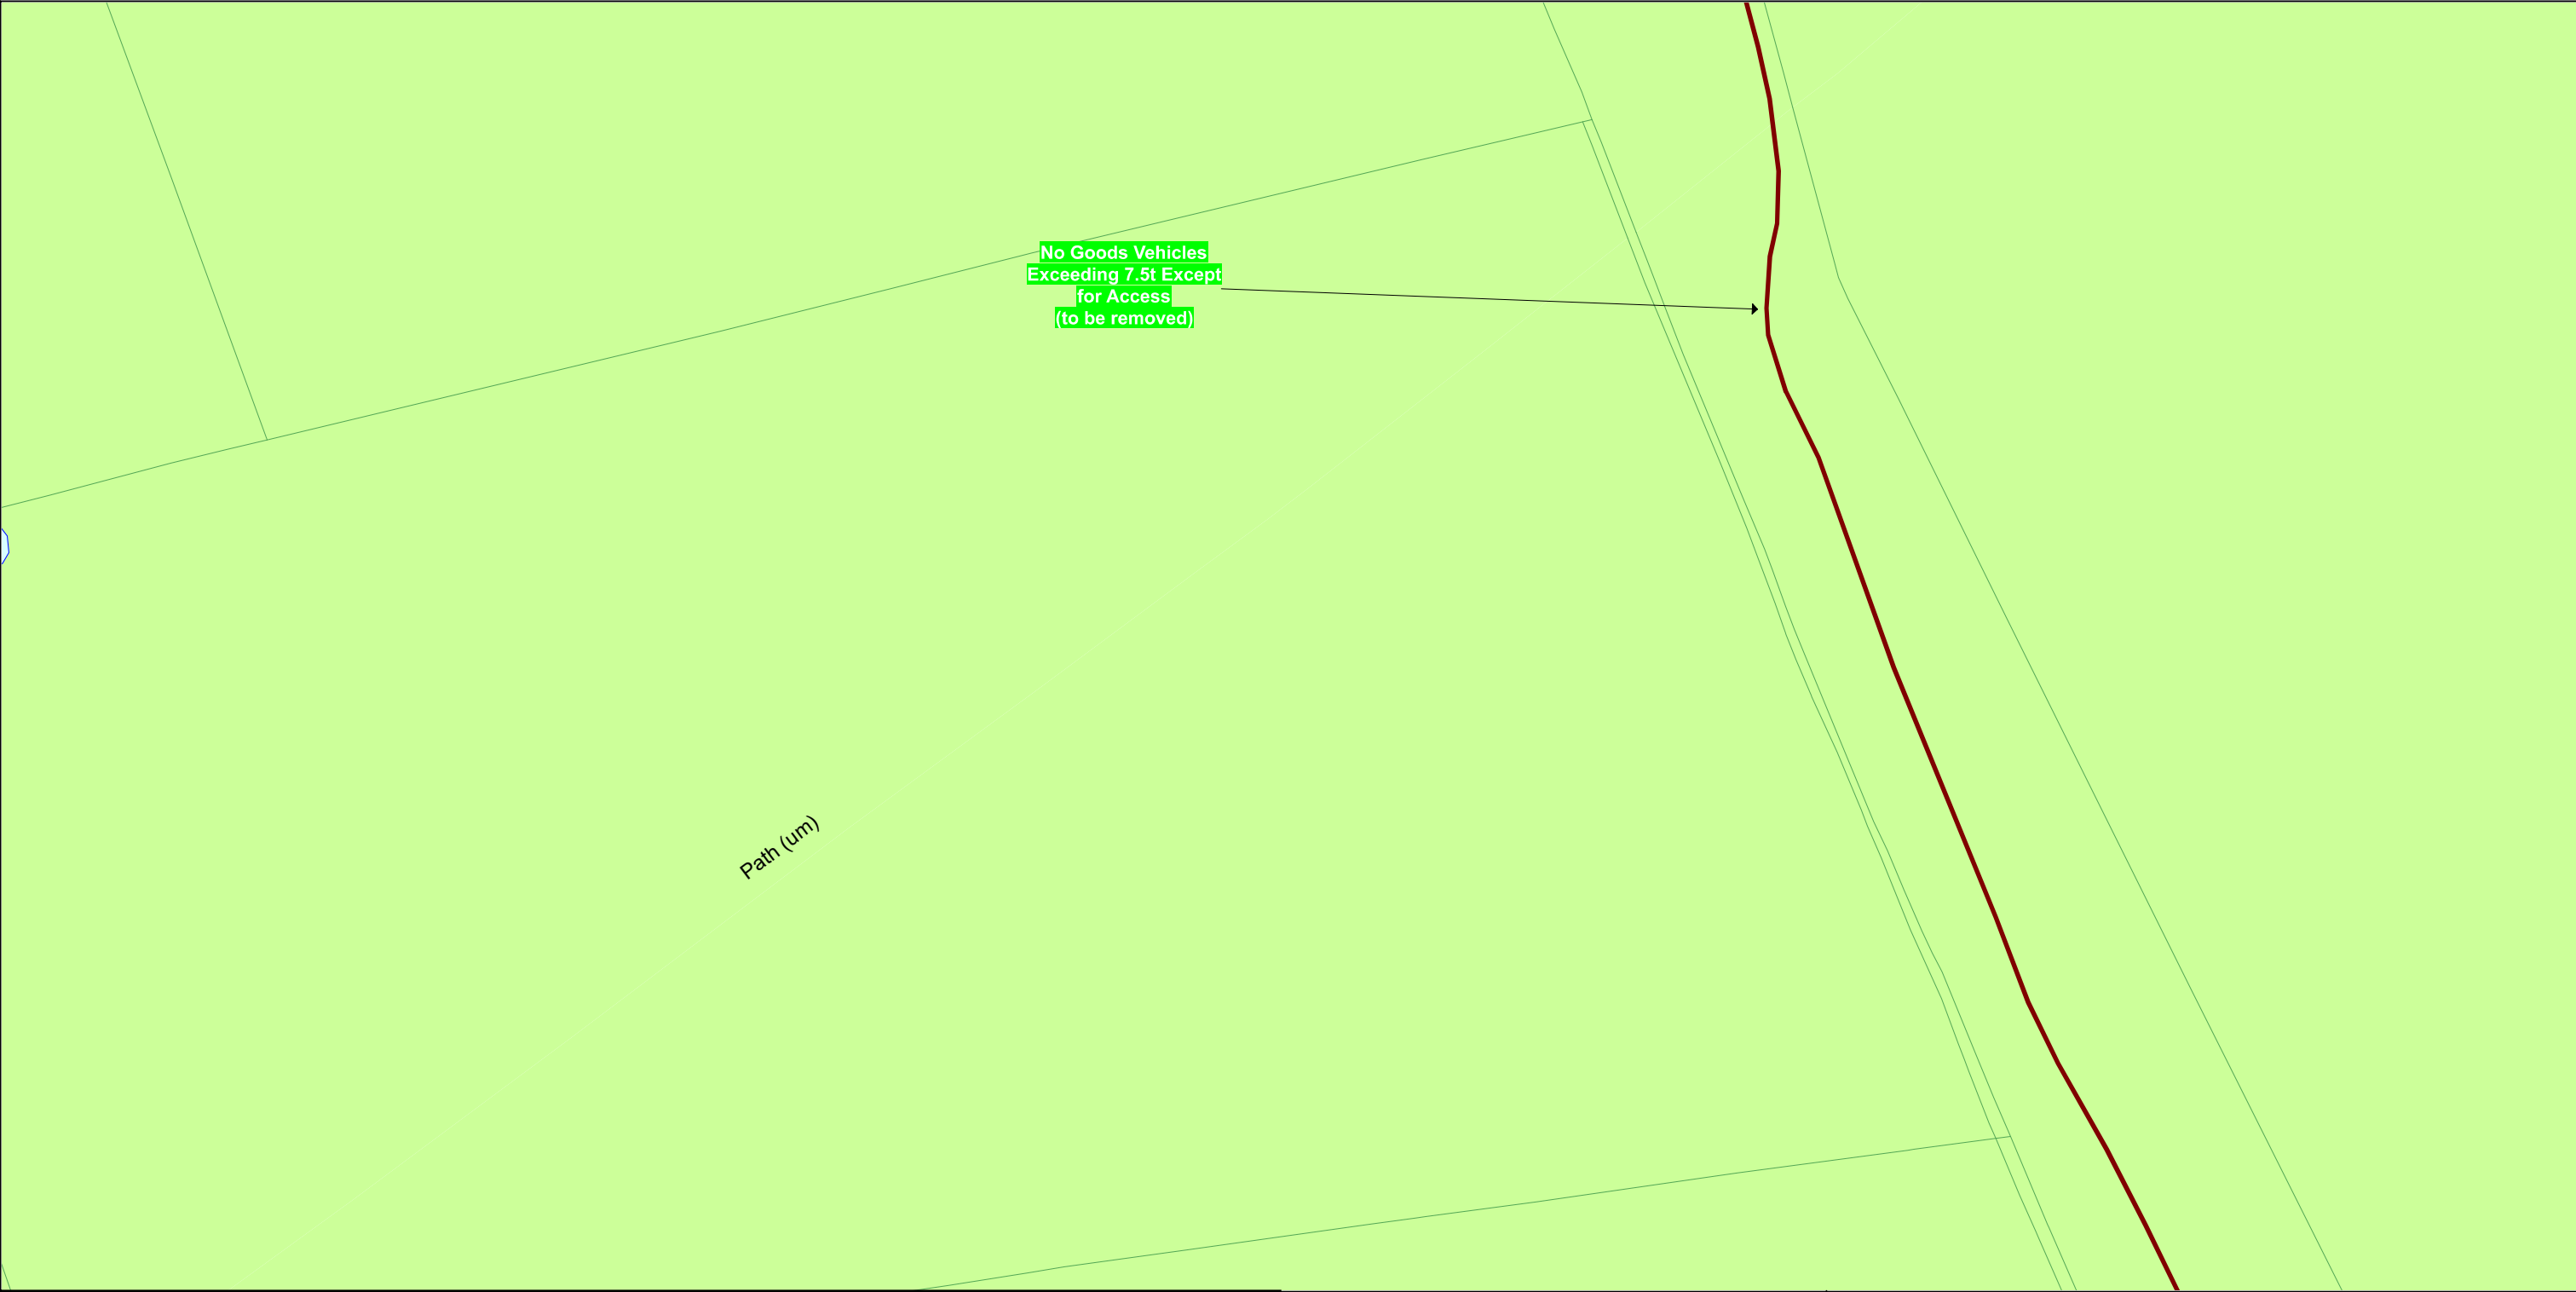 No Goods Vehicles
Exceeding 7.5t Except
for Access
(to be removed)
Path (um)